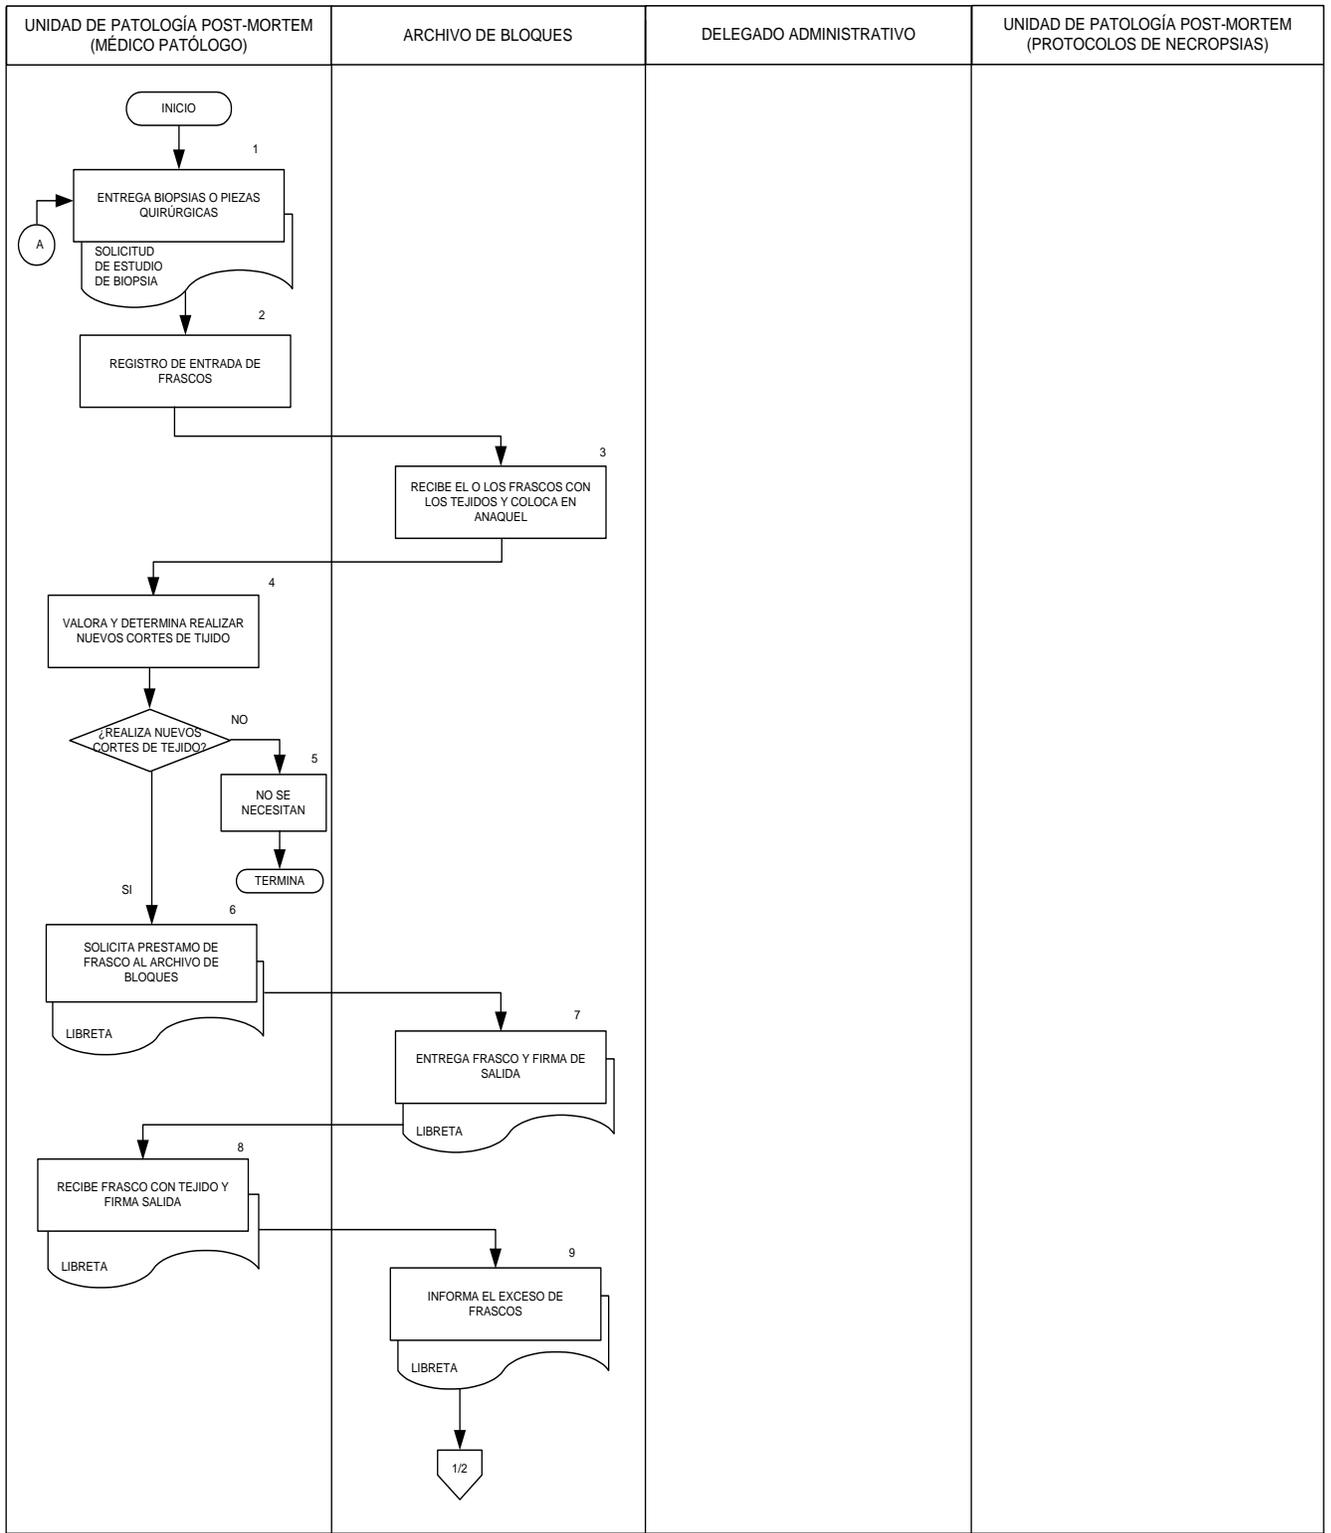 UNIDAD DE PATOLOGÍA POST-MORTEM
(MÉDICO PATÓLOGO)
ARCHIVO DE BLOQUES
DELEGADO ADMINISTRATIVO
UNIDAD DE PATOLOGÍA POST-MORTEM
(PROTOCOLOS DE NECROPSIAS)
INICIO
1
ENTREGA BIOPSIAS O PIEZAS
QUIRÚRGICAS
A
SOLICITUD
DE ESTUDIO
DE BIOPSIA
2
REGISTRO DE ENTRADA DE
FRASCOS
3
RECIBE EL O LOS FRASCOS CON
LOS TEJIDOS Y COLOCA EN
ANAQUEL
4
VALORA Y DETERMINA REALIZAR
NUEVOS CORTES DE TIJIDO
¿REALIZA NUEVOS
CORTES DE TEJIDO?
NO
5
NO SE
NECESITAN
TERMINA
SI
6
SOLICITA PRESTAMO DE
FRASCO AL ARCHIVO DE
BLOQUES
LIBRETA
7
ENTREGA FRASCO Y FIRMA DE
SALIDA
LIBRETA
8
RECIBE FRASCO CON TEJIDO Y
FIRMA SALIDA
LIBRETA
9
INFORMA EL EXCESO DE
FRASCOS
LIBRETA
1/2